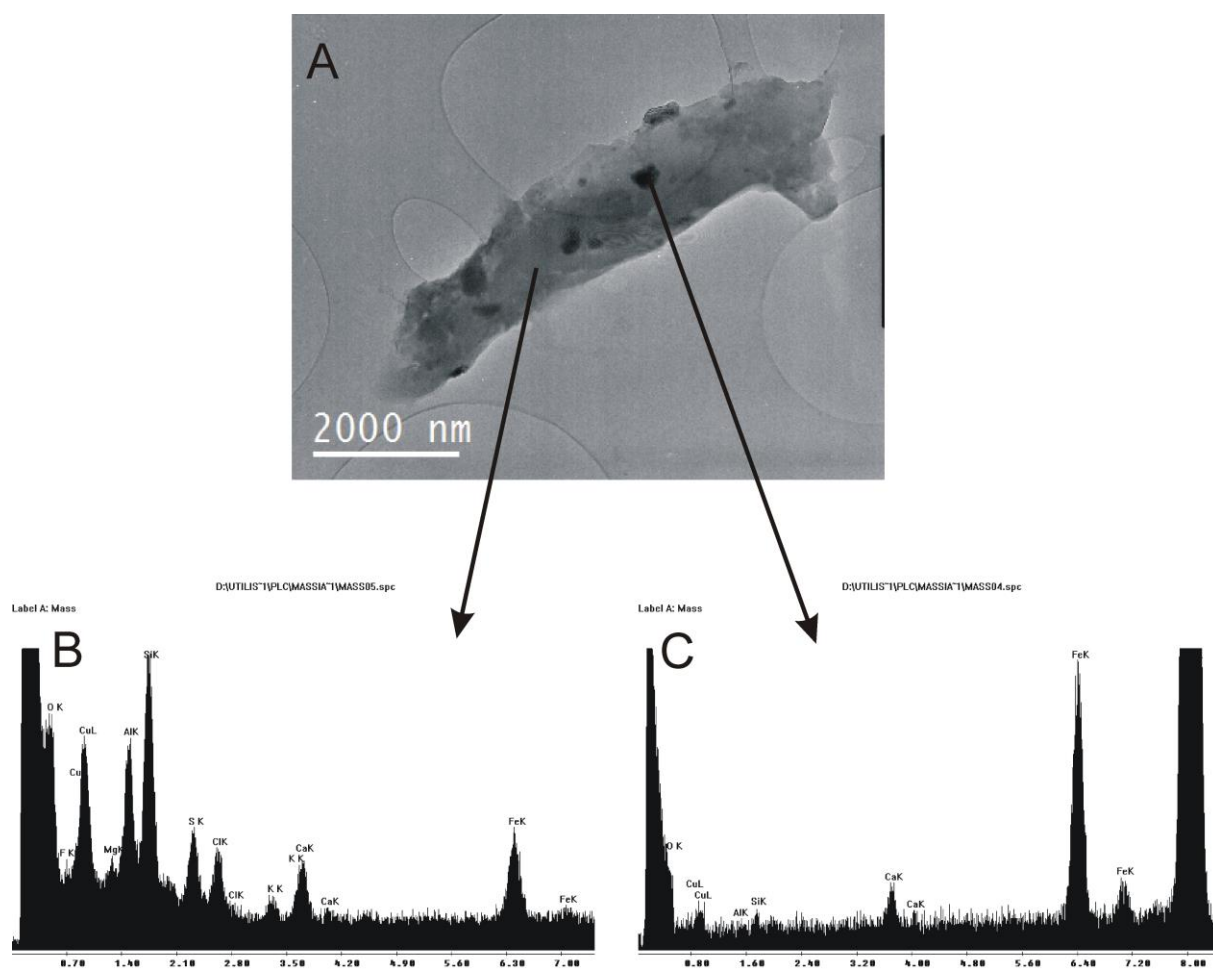 A
2000 nm
D:\UTILIS~1\PLC\MASSIA~1\MASS05.spc
Label A: Mass
B
SiK
O K
CuL
AlK
Cu
F K
MgK
S K
ClK
ClK
K K
K K
CaK
CaK
FeK
FeK
0.70 1.40 2.10 2.80 3.50 4.20 4.90 5.60 6.30 7.00
D:\UTILIS~1\PLC\MASSIA~1\MASS04.spc
Label A: Mass
C
FeK
O K
CuL
CuL
AlK
SiK
CaK
CaK
FeK
0.80 1.60 2.40 3.20 4.00 4.80 5.60 6.40 7.20 8.00